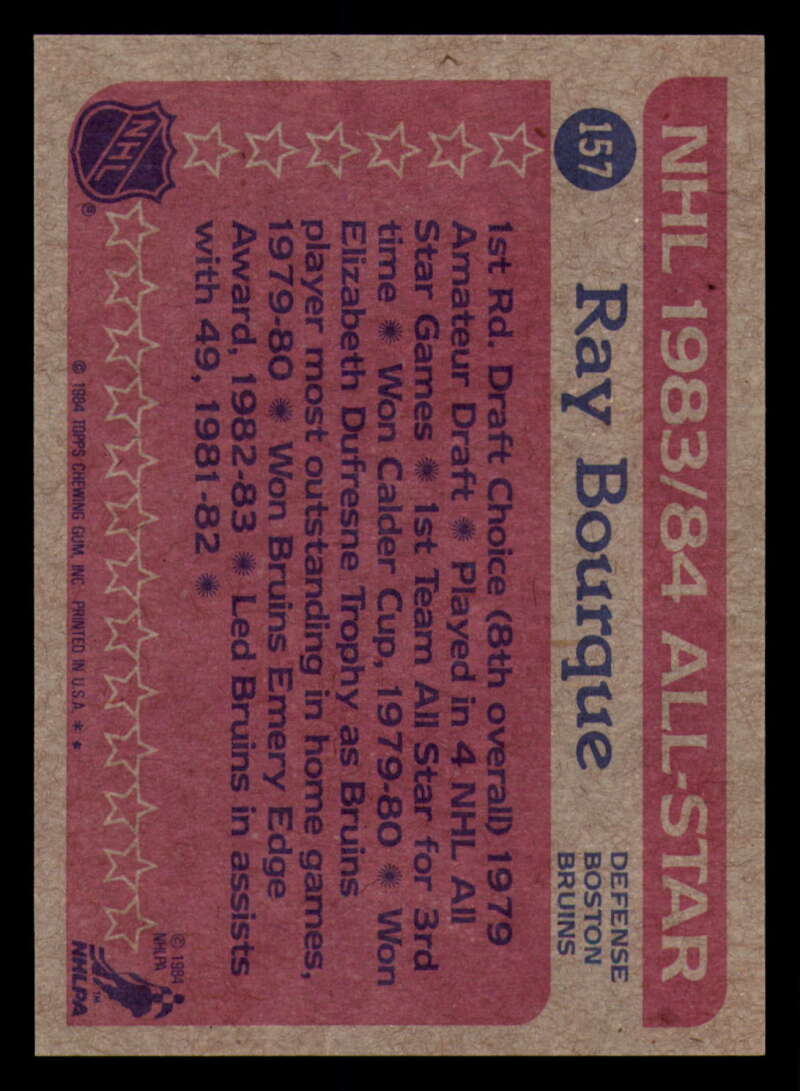 NHL 1983/84 ALL-STAR
157
Ray Bourque
DEFENSE
BOSTON
BRUINS
1st Rd. Draft Choice (8th overall) 1979
Amateur Draft ✺ Played in 4 NHL All
Star Games ✺ 1st Team All Star for 3rd
time ✺ Won Calder Cup, 1979-80 ✺ Won
Elizabeth Dufresne Trophy as Bruins
player most outstanding in home games,
1979-80 ✺ Won Bruins Emery Edge
Award, 1982-83 ✺ Led Bruins in assists
with 49, 1981-82 ✺
NHL
®
© 1984
NHLPA
NHLPA
™
© 1984 TOPPS CHEWING GUM, INC. PRINTED IN U.S.A. * *